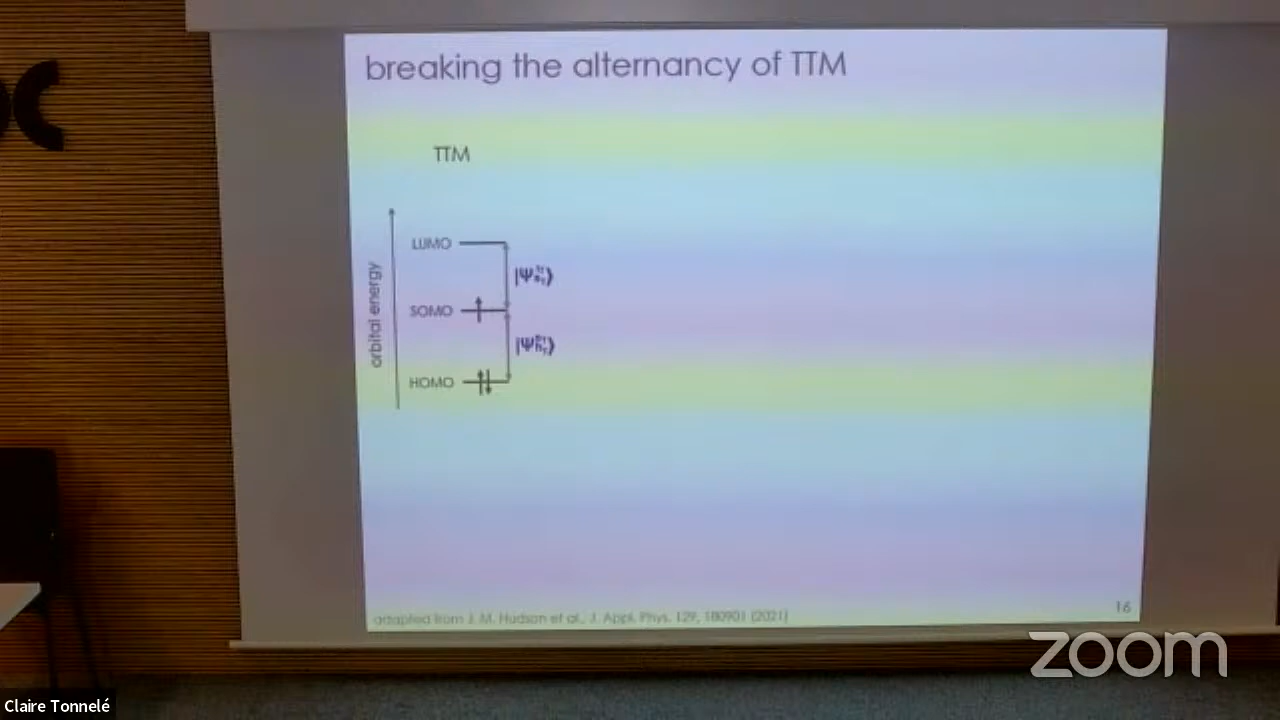 breaking the alternancy of TTM
TTM
LUMO
SOMO
HOMO
orbital energy
adapted from J. M. Hudson et al., J. Appl. Phys. 129, 180901 (2021)
16
zoom
Claire Tonnelé